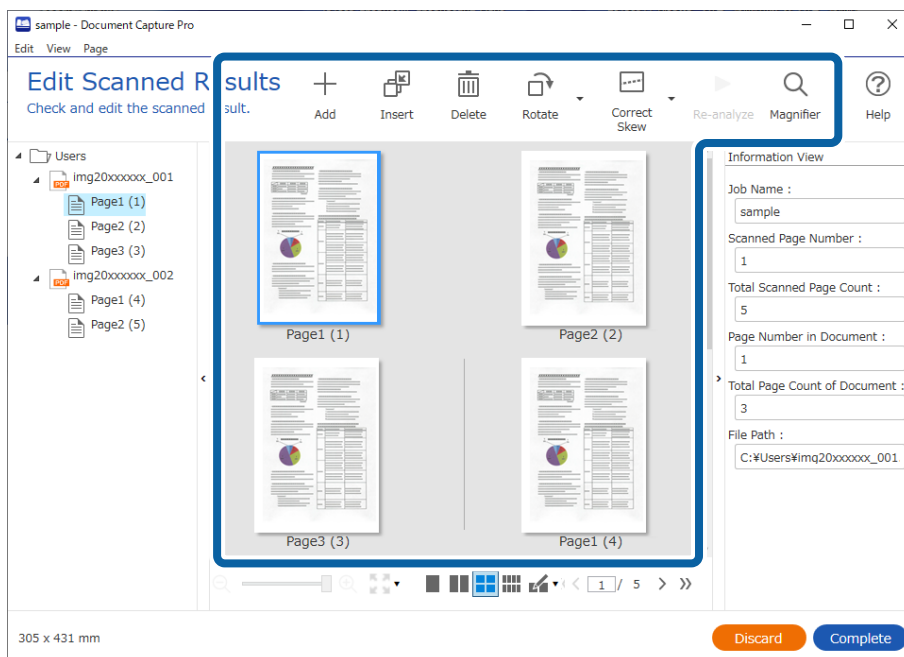 sample - Document Capture Pro
Edit View Page
Edit Scanned Results
Check and edit the scanned sult.
Add
Insert
Delete
Rotate
Correct
Skew
Re-analyze
Magnifier
Help
Users
PDF
img20xxxxxx_001
Page1 (1)
Page2 (2)
Page3 (3)
PDF
img20xxxxxx_002
Page1 (4)
Page2 (5)
Page1 (1)
Page2 (2)
Page3 (3)
Page1 (4)
Information View
Job Name :
sample
Scanned Page Number :
1
Total Scanned Page Count :
5
Page Number in Document :
1
Total Page Count of Document :
3
File Path :
C:¥Users¥img20xxxxxx_001
1 / 5
305 x 431 mm
Discard
Complete